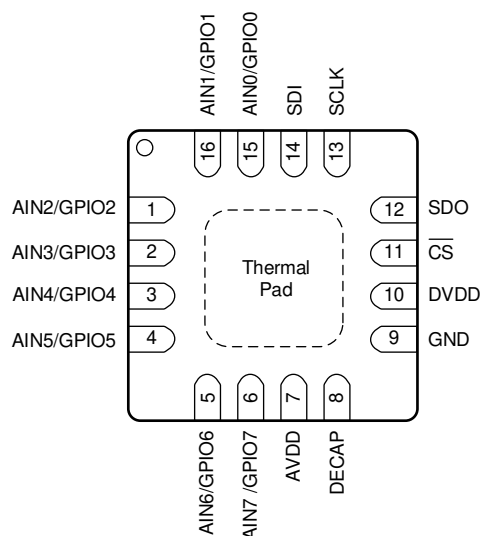 AIN1/GPIO1
AIN0/GPIO0
SDI
SCLK
16
15
14
13
AIN2/GPIO2
1
12
SDO
AIN3/GPIO3
2
11
C̅S̅
AIN4/GPIO4
3
10
DVDD
AIN5/GPIO5
4
9
GND
Thermal
Pad
5
6
7
8
AIN6/GPIO6
AIN7 /GPIO7
AVDD
DECAP